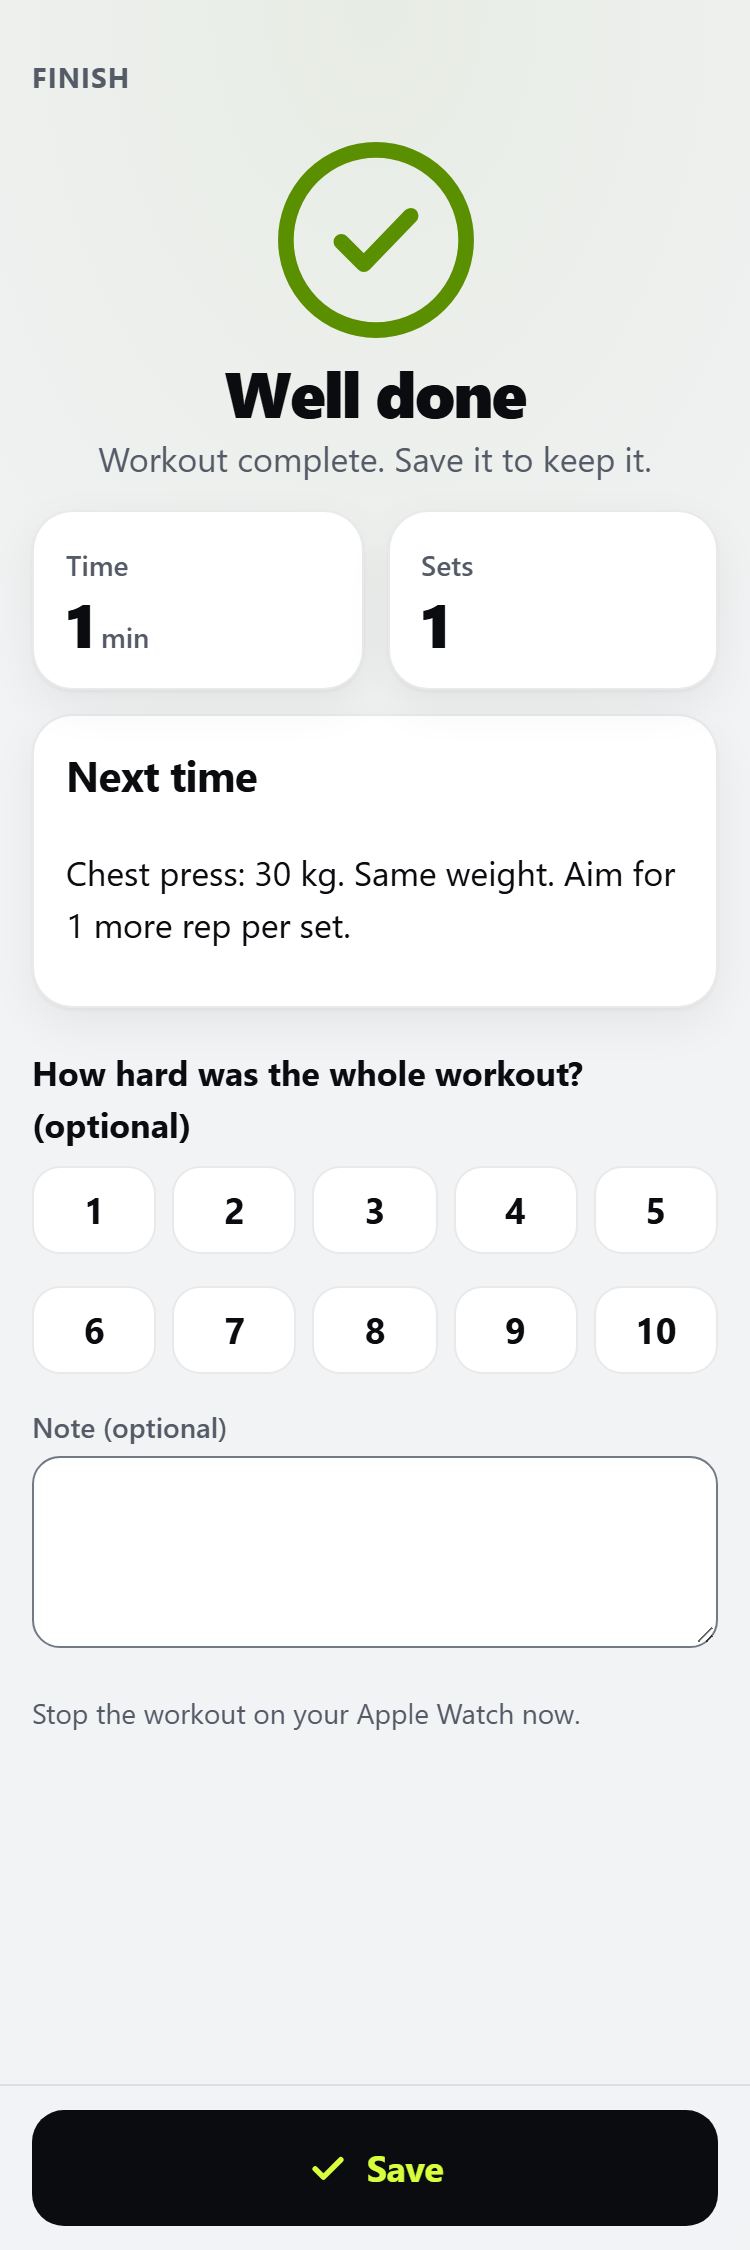 FINISH
Well done
Workout complete. Save it to keep it.
Time
1 min
Sets
1
Next time
Chest press: 30 kg. Same weight. Aim for
1 more rep per set.
How hard was the whole workout?
(optional)
1 2 3 4 5
6 7 8 9 10
Note (optional)
Stop the workout on your Apple Watch now.
Save